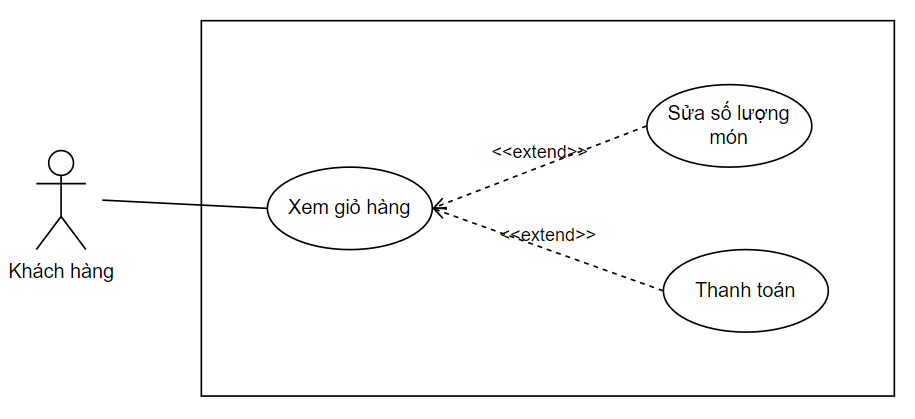 Sửa số lượng
món
<<extend>>
Xem giỏ hàng
<<extend>>
Khách hàng
Thanh toán